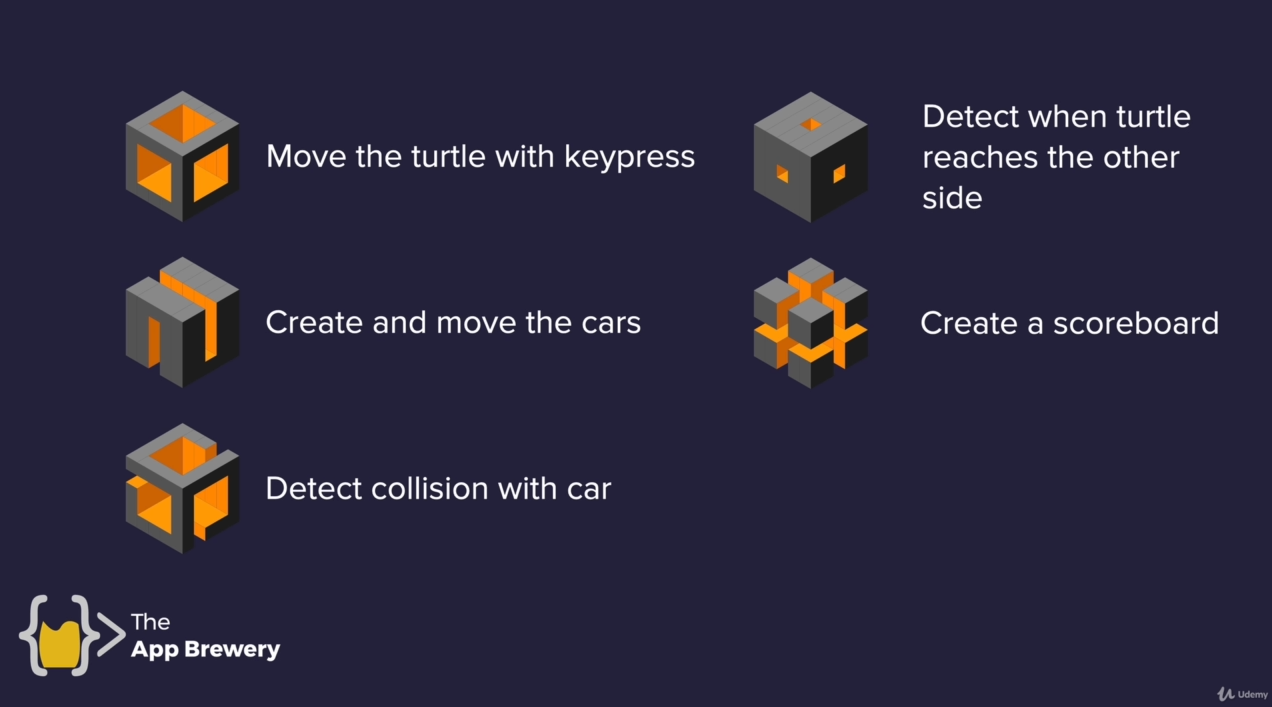 Move the turtle with keypress
Create and move the cars
Detect collision with car
Detect when turtle
reaches the other
side
Create a scoreboard
The
App Brewery
Udemy